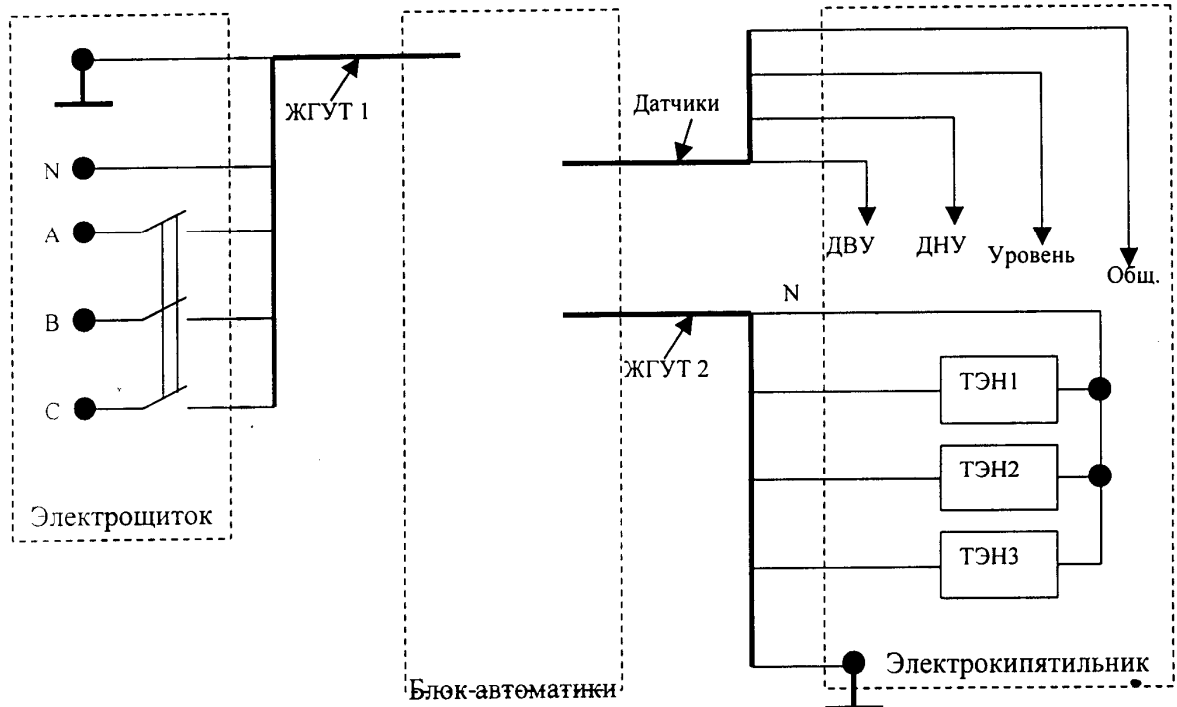 ЖГУТ 1
N
A
B
C
Электрощиток
Блок-автоматики
Датчики
ДВУ
ДНУ
Уровень
Общ.
N
ЖГУТ 2
ТЭН1
ТЭН2
ТЭН3
Электрокипятильник